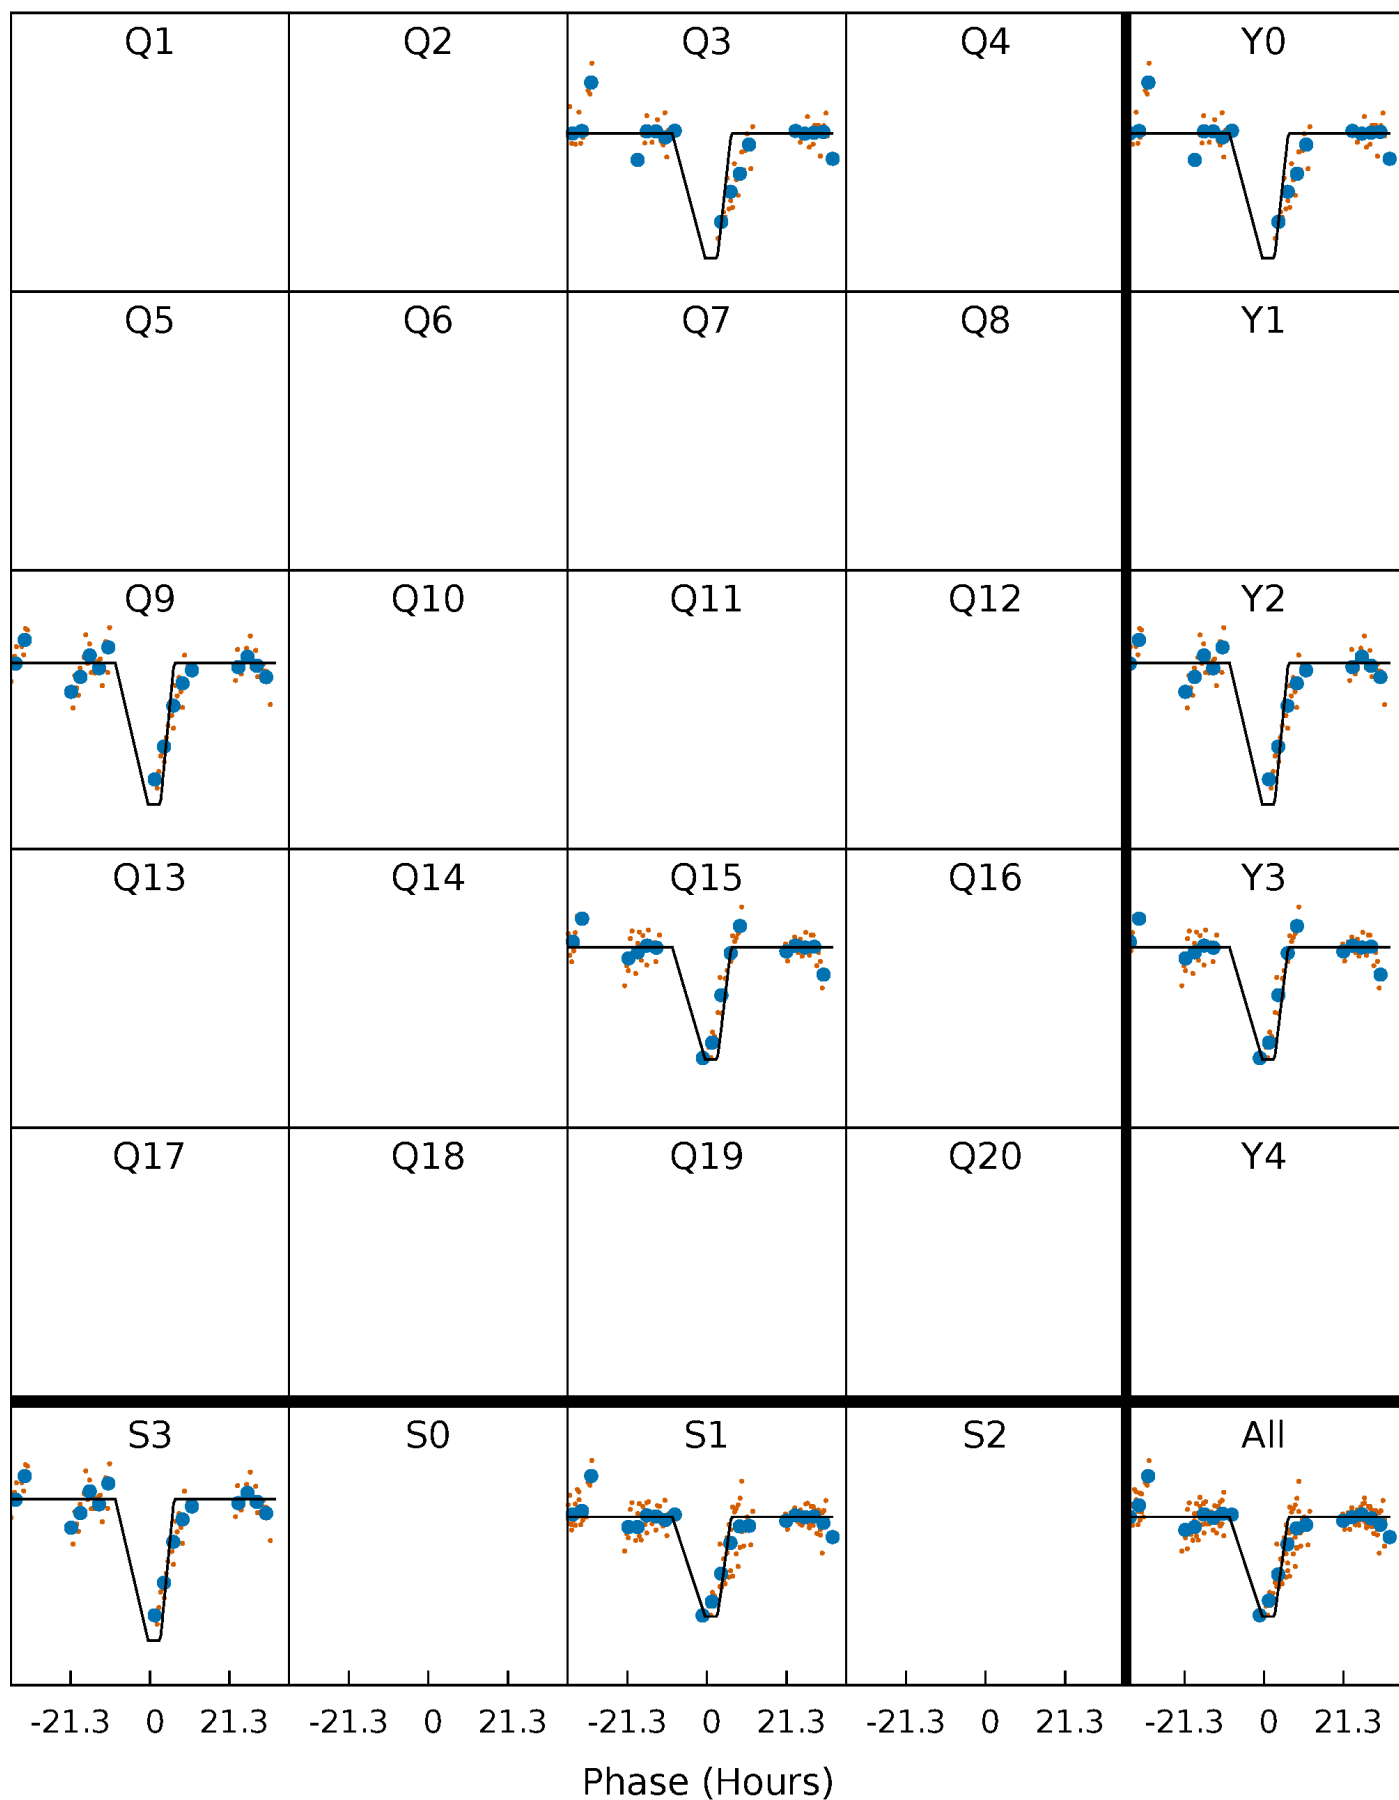 Q1 Q2 Q3 Q4 Y0
Q5 Q6 Q7 Q8 Y1
Q9 Q10 Q11 Q12 Y2
Q13 Q14 Q15 Q16 Y3
Q17 Q18 Q19 Q20 Y4
S3 S0 S1 S2 All
-21.3 0 21.3 -21.3 0 21.3 -21.3 0 21.3 -21.3 0 21.3 -21.3 0 21.3
Phase (Hours)